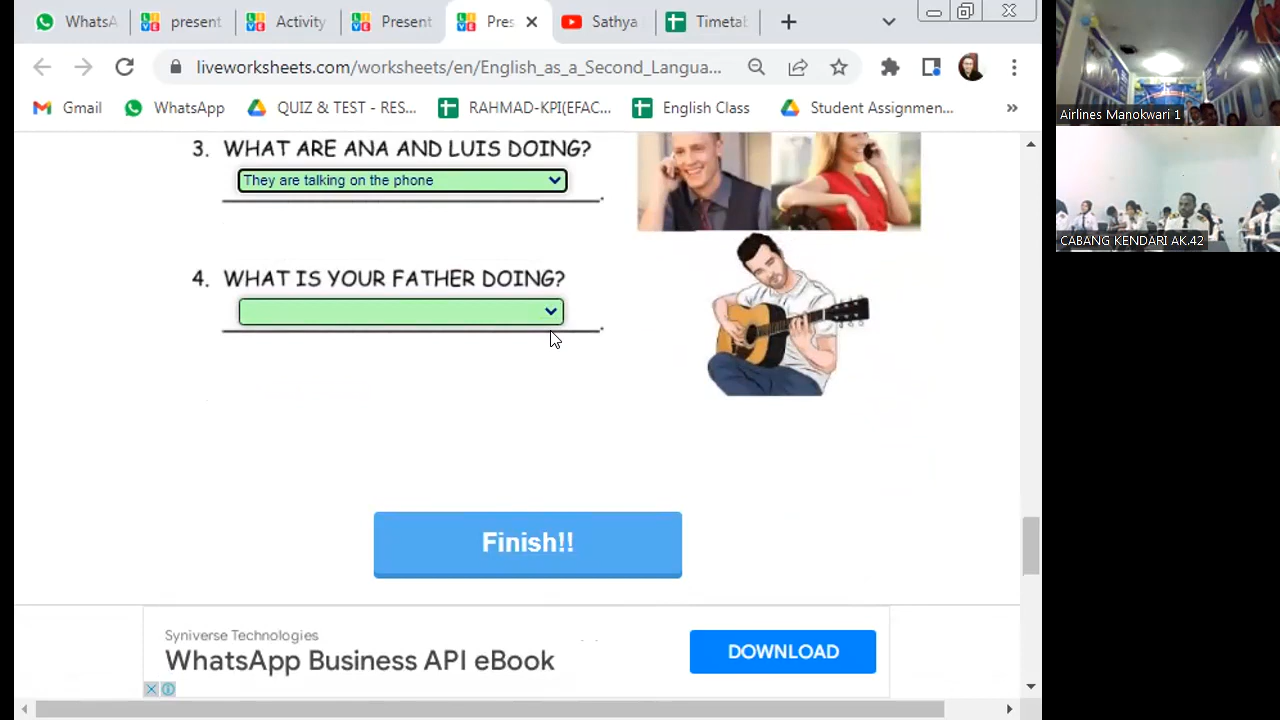 WhatsA
present
Activity
Present
Pres
Sathya
Timetab
liveworksheets.com/worksheets/en/English_as_a_Second_Langua...
Gmail
WhatsApp
QUIZ & TEST - RES...
RAHMAD-KPI(EFAC...
English Class
Student Assignmen...
»
3. WHAT ARE ANA AND LUIS DOING?
They are talking on the phone
4. WHAT IS YOUR FATHER DOING?
Finish!!
Syniverse Technologies
WhatsApp Business API eBook
DOWNLOAD
Airlines Manokwari 1
CABANG KENDARI AK.42